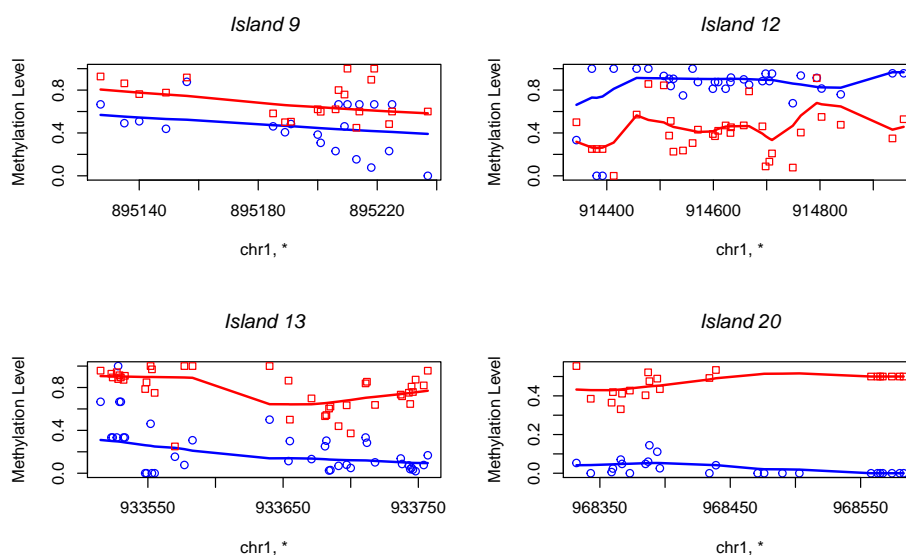 Island 9
Methylation Level
0.0 0.4 0.8
895140 895180 895220
chr1, *
Island 12
Methylation Level
0.0 0.4 0.8
914400 914600 914800
chr1, *
Island 13
Methylation Level
0.0 0.4 0.8
933550 933650 933750
chr1, *
Island 20
Methylation Level
0.0 0.2 0.4
968350 968450 968550
chr1, *